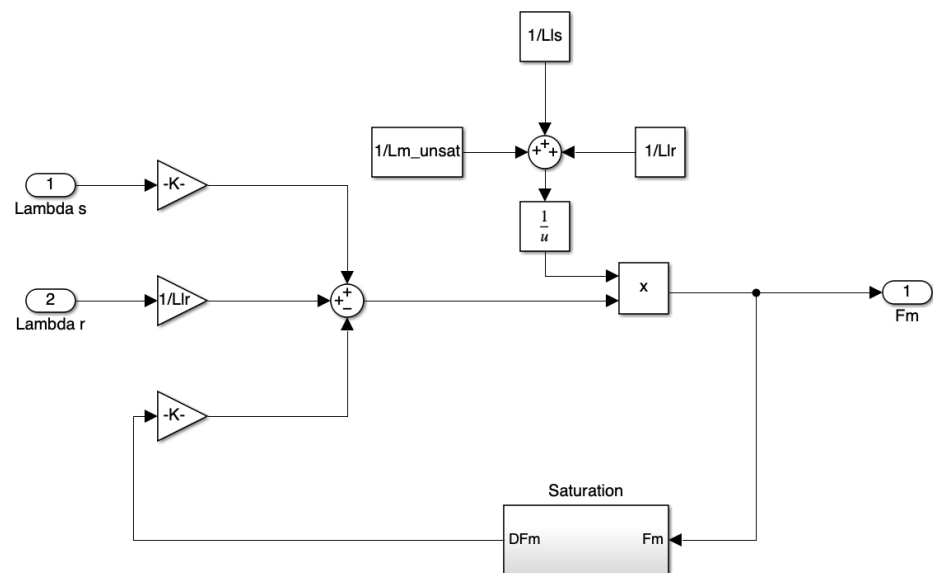 1/Lls
1/Lm_unsat
+++
1/Llr
1
Lambda s
-K-
1
u
2
Lambda r
1/Llr
+
+
−
x
1
Fm
-K-
Saturation
DFm
Fm